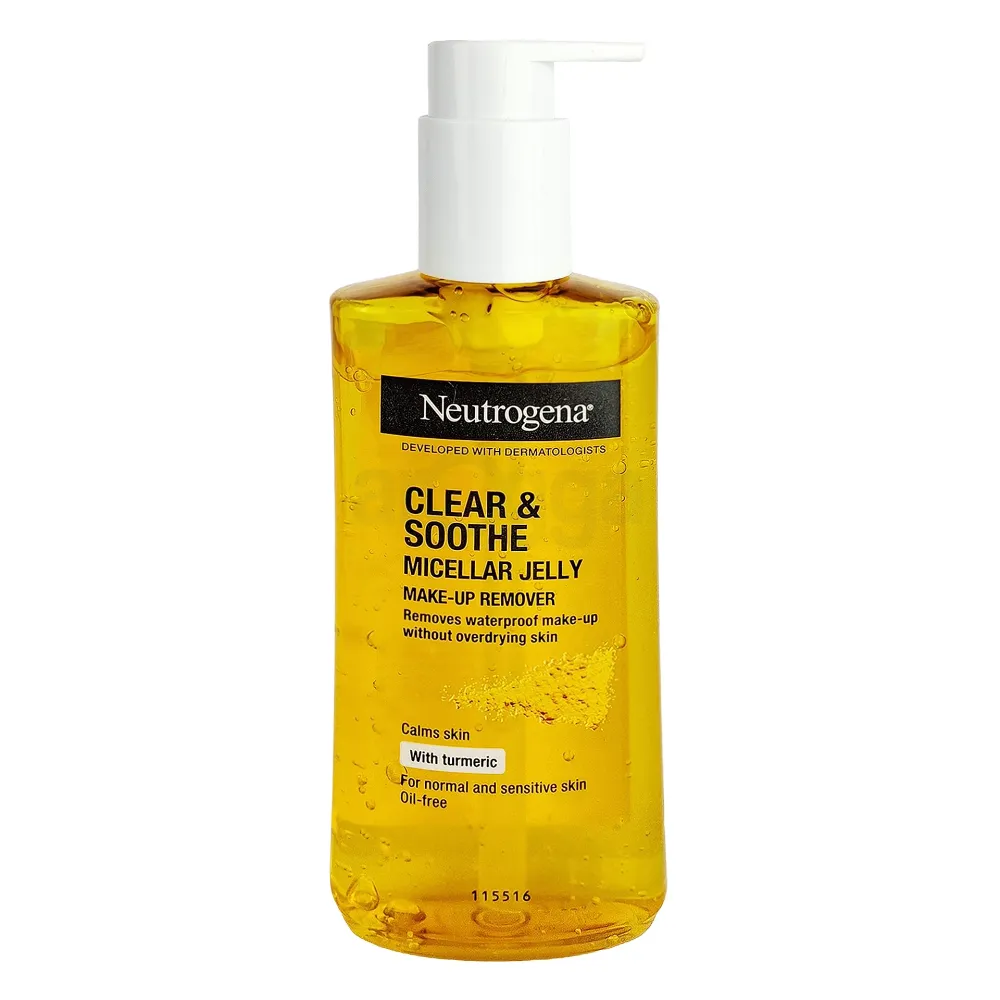 Neutrogena®
DEVELOPED WITH DERMATOLOGISTS
CLEAR &
SOOTHE
MICELLAR JELLY
MAKE-UP REMOVER
Removes waterproof make-up
without overdrying skin
Calms skin
With turmeric
For normal and sensitive skin
Oil-free
115516